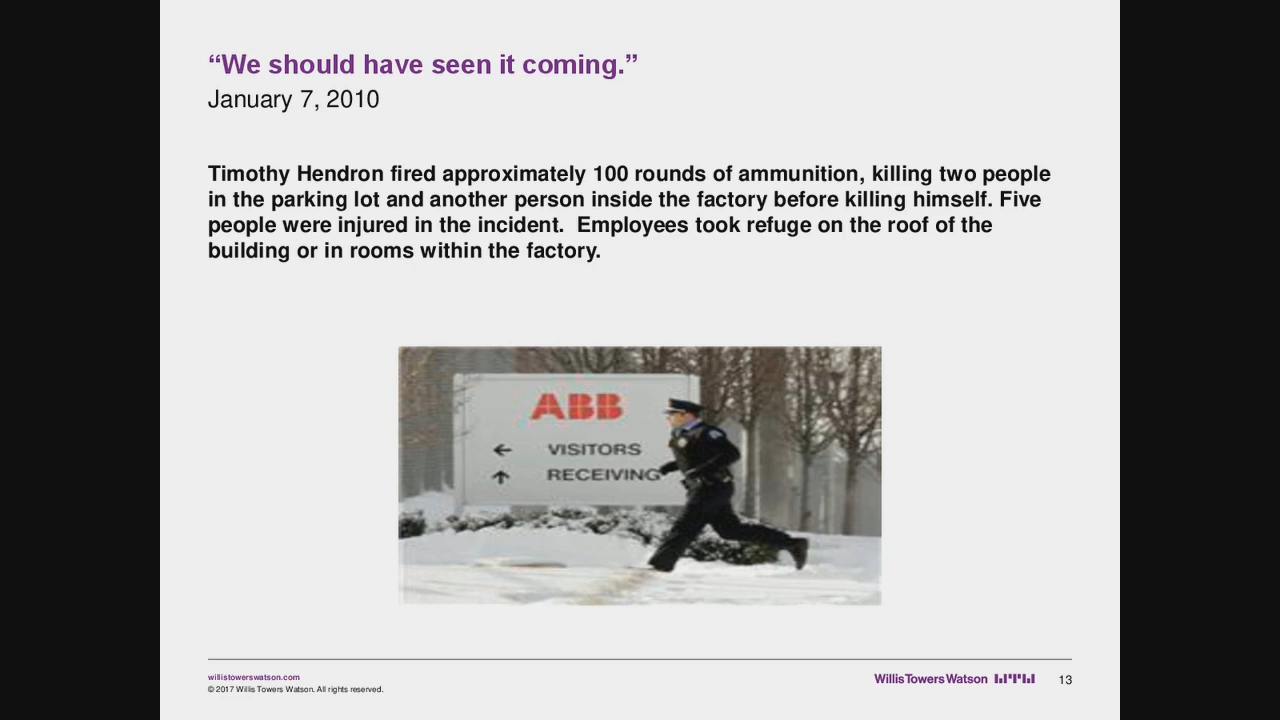 “We should have seen it coming.”
January 7, 2010
Timothy Hendron fired approximately 100 rounds of ammunition, killing two people
in the parking lot and another person inside the factory before killing himself. Five
people were injured in the incident.  Employees took refuge on the roof of the
building or in rooms within the factory.
ABB
← VISITORS
↑ RECEIVING
willistowerswatson.com
© 2017 Willis Towers Watson. All rights reserved.
WillisTowersWatson
13